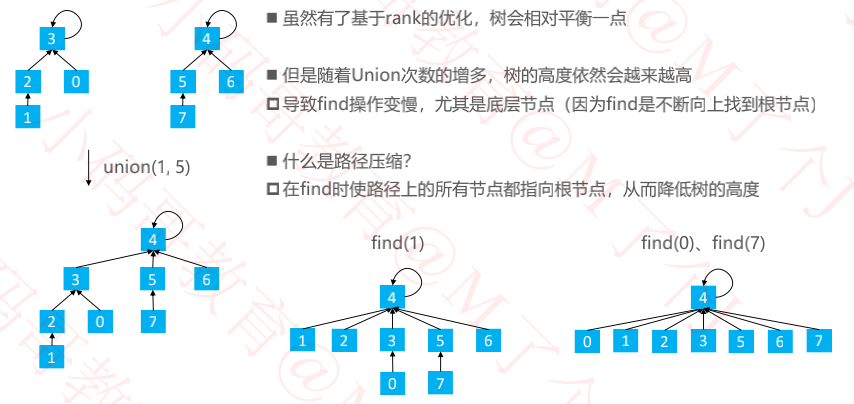 ■ 虽然有了基于rank的优化，树会相对平衡一点
■ 但是随着Union次数的增多，树的高度依然会越来越高
导致find操作变慢，尤其是底层节点（因为find是不断向上找到根节点）
■ 什么是路径压缩？
在find时使路径上的所有节点都指向根节点，从而降低树的高度
3
2 0
1
4
5 6
7
union(1, 5)
4
3 5 6
2 0 7
1
find(1)
4
1 2 3 5 6
0 7
find(0)、find(7)
4
0 1 2 3 5 6 7
小码哥教育@M了个